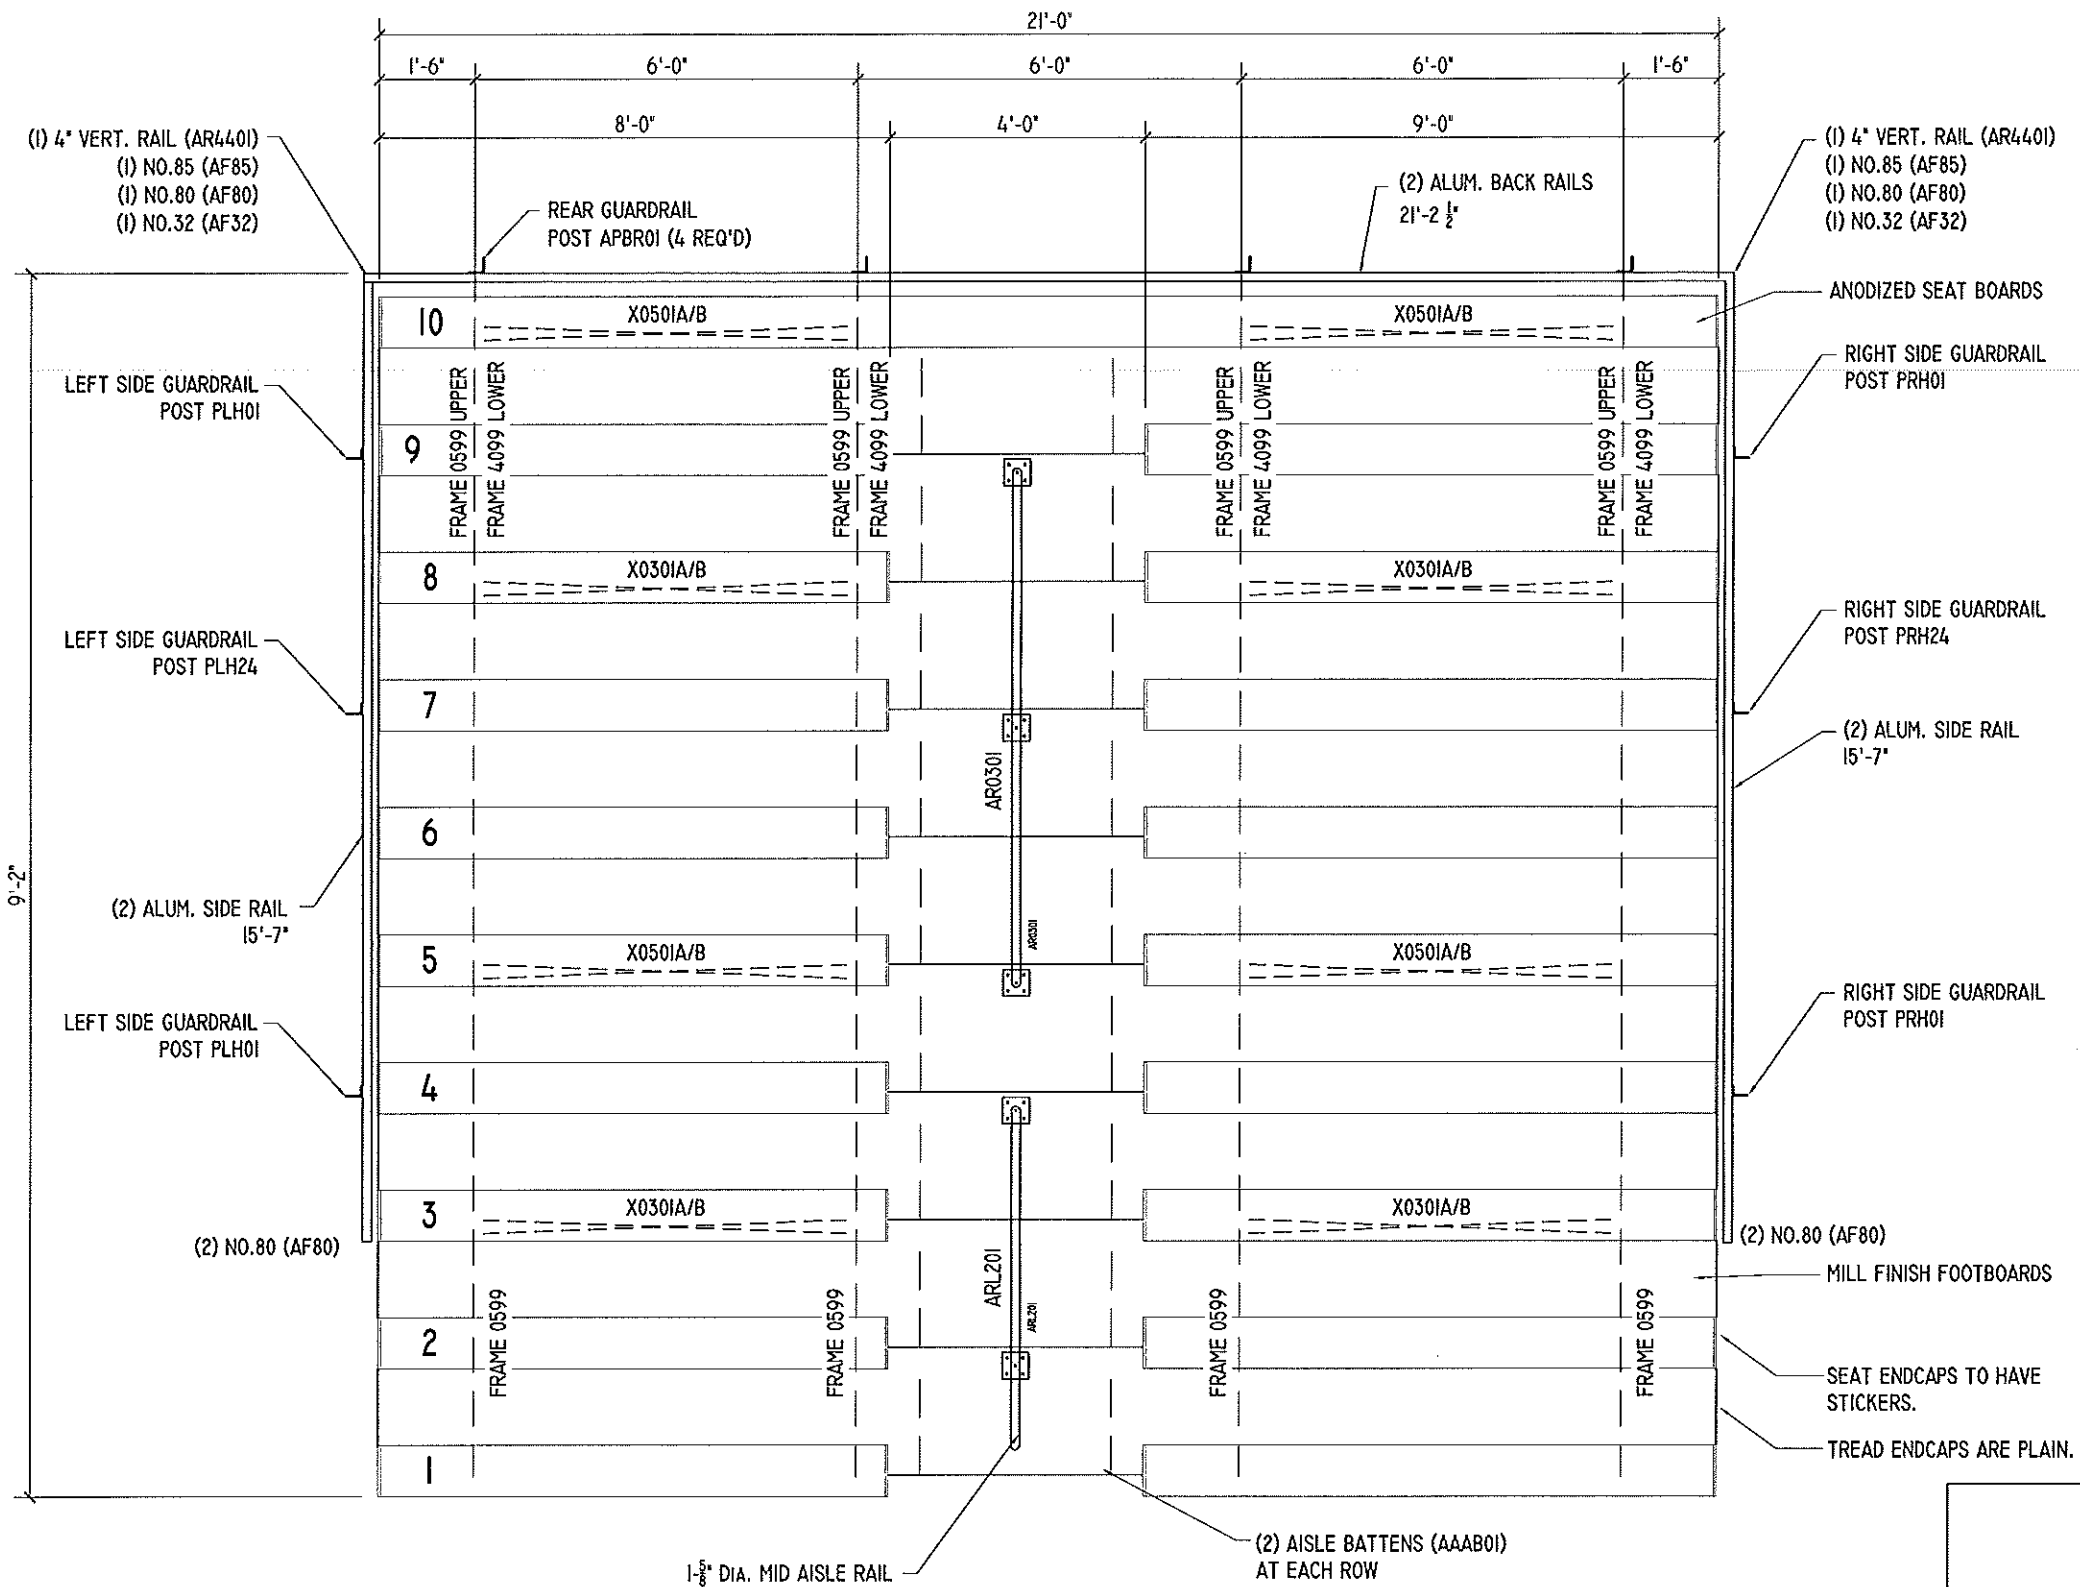 21'-0"
1'-6"
6'-0"
6'-0"
6'-0"
1'-6"
8'-0"
4'-0"
9'-0"
(1) 4" VERT. RAIL (AR4401)
(1) NO.85 (AF85)
(1) NO.80 (AF80)
(1) NO.32 (AF32)
REAR GUARDRAIL
POST APBR01 (4 REQ'D)
(2) ALUM. BACK RAILS
21'-2 1/2"
(1) 4" VERT. RAIL (AR4401)
(1) NO.85 (AF85)
(1) NO.80 (AF80)
(1) NO.32 (AF32)
ANODIZED SEAT BOARDS
10
X0501A/B
X0501A/B
LEFT SIDE GUARDRAIL
POST PLH01
RIGHT SIDE GUARDRAIL
POST PRH01
FRAME 0599 UPPER
FRAME 4099 LOWER
FRAME 0599 UPPER
FRAME 4099 LOWER
FRAME 0599 UPPER
FRAME 4099 LOWER
FRAME 0599 UPPER
FRAME 4099 LOWER
9
8
X0301A/B
X0301A/B
LEFT SIDE GUARDRAIL
POST PLH24
RIGHT SIDE GUARDRAIL
POST PRH24
7
(2) ALUM. SIDE RAIL
15'-7"
AR0301
6
9'-2"
(2) ALUM. SIDE RAIL
15'-7"
5
X0501A/B
AR0301
X0501A/B
LEFT SIDE GUARDRAIL
POST PLH01
RIGHT SIDE GUARDRAIL
POST PRH01
4
3
X0301A/B
X0301A/B
(2) NO.80 (AF80)
(2) NO.80 (AF80)
ARL201
MILL FINISH FOOTBOARDS
2
FRAME 0599
FRAME 0599
ARL201
FRAME 0599
FRAME 0599
SEAT ENDCAPS TO HAVE
STICKERS.
TREAD ENDCAPS ARE PLAIN.
1
1-5/8" DIA. MID AISLE RAIL
(2) AISLE BATTENS (AAAB01)
AT EACH ROW